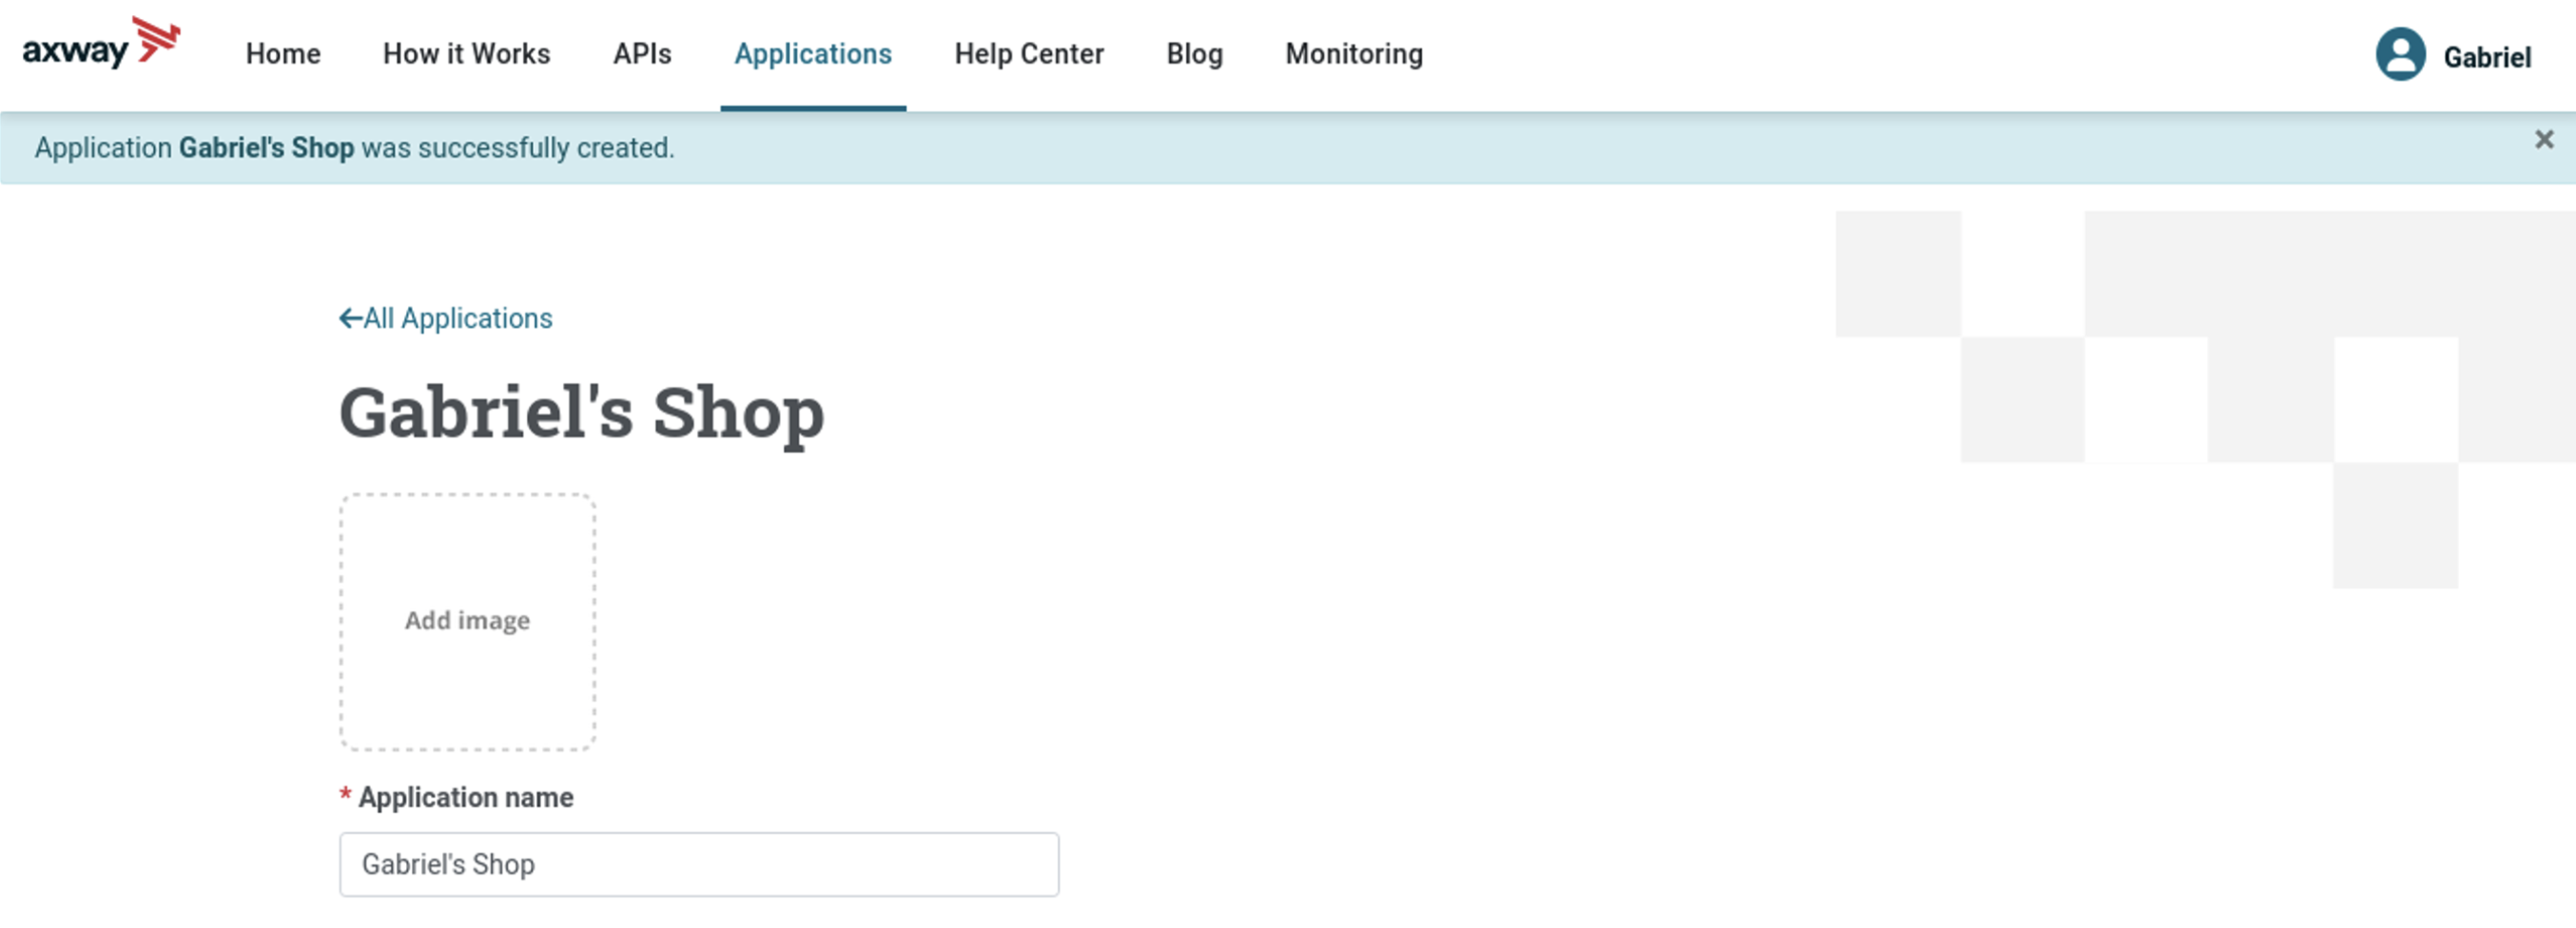 axway
Home How it Works APIs Applications Help Center Blog Monitoring Gabriel
Application Gabriel's Shop was successfully created. ×
←All Applications
Gabriel's Shop
Add image
* Application name
Gabriel's Shop